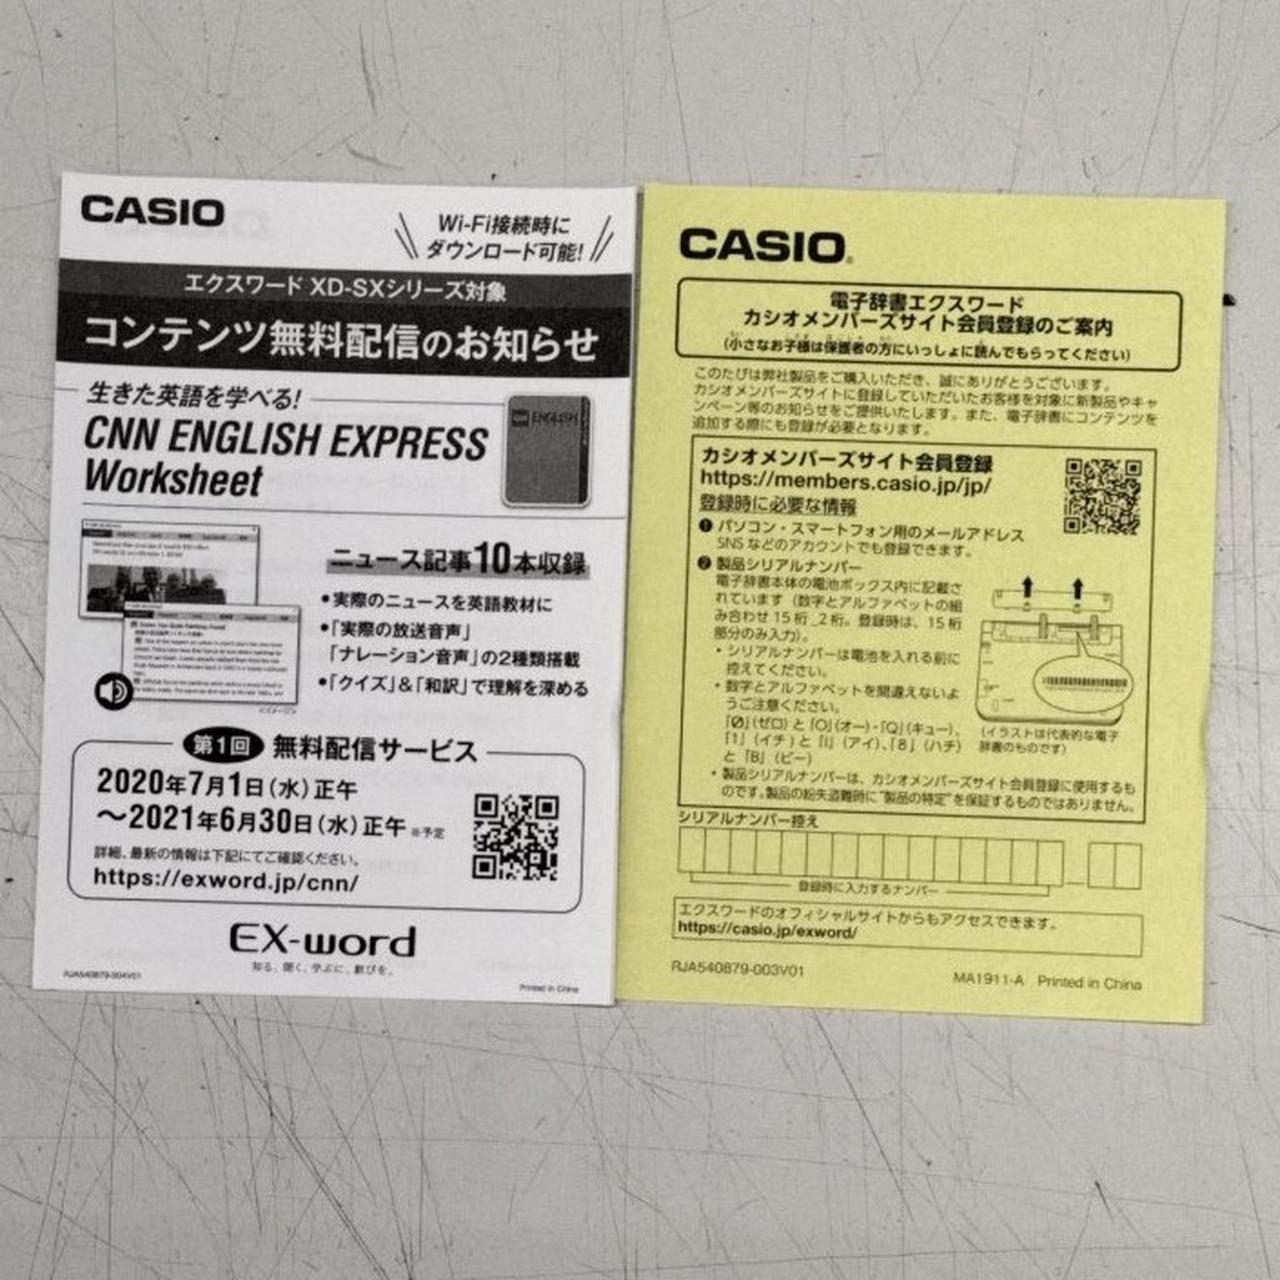 CASIO
Wi-Fi接続時に
ダウンロード可能!
エクスワード XD-SXシリーズ対象
コンテンツ無料配信のお知らせ
生きた英語を学べる!
CNN ENGLISH EXPRESS
Worksheet
ENGLISH
ニュース記事10本収録
•実際のニュースを英語教材に
•「実際の放送音声」
「ナレーション音声」の2種類搭載
•「クイズ」&「和訳」で理解を深める
第1回 無料配信サービス
2020年7月1日(水)正午
〜2021年6月30日(水)正午 ※予定
詳細、最新の情報は下記にてご確認ください。
https://exword.jp/cnn/
EX-word
知る、開く、学ぶに、歓びを。
RJA540879-004V01
Printed in China
CASIO
電子辞書エクスワード
カシオメンバーズサイト会員登録のご案内
(小さなお子様は保護者の方にいっしょに読んでもらってください)
このたびは弊社製品をご購入いただき、誠にありがとうございます。
カシオメンバーズサイトに登録していただいたお客様を対象に新製品やキャ
ンペーン等のお知らせをご提供いたします。また、電子辞書にコンテンツを
追加する際にも登録が必要となります。
カシオメンバーズサイト会員登録
https://members.casio.jp/jp/
登録時に必要な情報
❶ パソコン・スマートフォン用のメールアドレス
SNSなどのアカウントでも登録できます。
❷ 製品シリアルナンバー
電子辞書本体の電池ボックス内に記載さ
れています(数字とアルファベットの組
み合わせ15桁_2桁。登録時は、15桁
部分のみ入力)。
・シリアルナンバーは電池を入れる前に
控えてください。
・数字とアルファベットを間違えないよ
うご注意ください。
「0」(ゼロ)と「O」(オー)・「Q」(キュー)、
「1」(イチ)と「I」(アイ)、「8」(ハチ)
と「B」(ビー)
(イラストは代表的な電子
辞書のものです)
・製品シリアルナンバーは、カシオメンバーズサイト会員登録に使用するも
のです。製品の紛失盗難時に"製品の特定"を保証するものではありません。
シリアルナンバー控え
登録時に入力するナンバー
エクスワードのオフィシャルサイトからもアクセスできます。
https://casio.jp/exword/
RJA540879-003V01
MA1911-A Printed in China